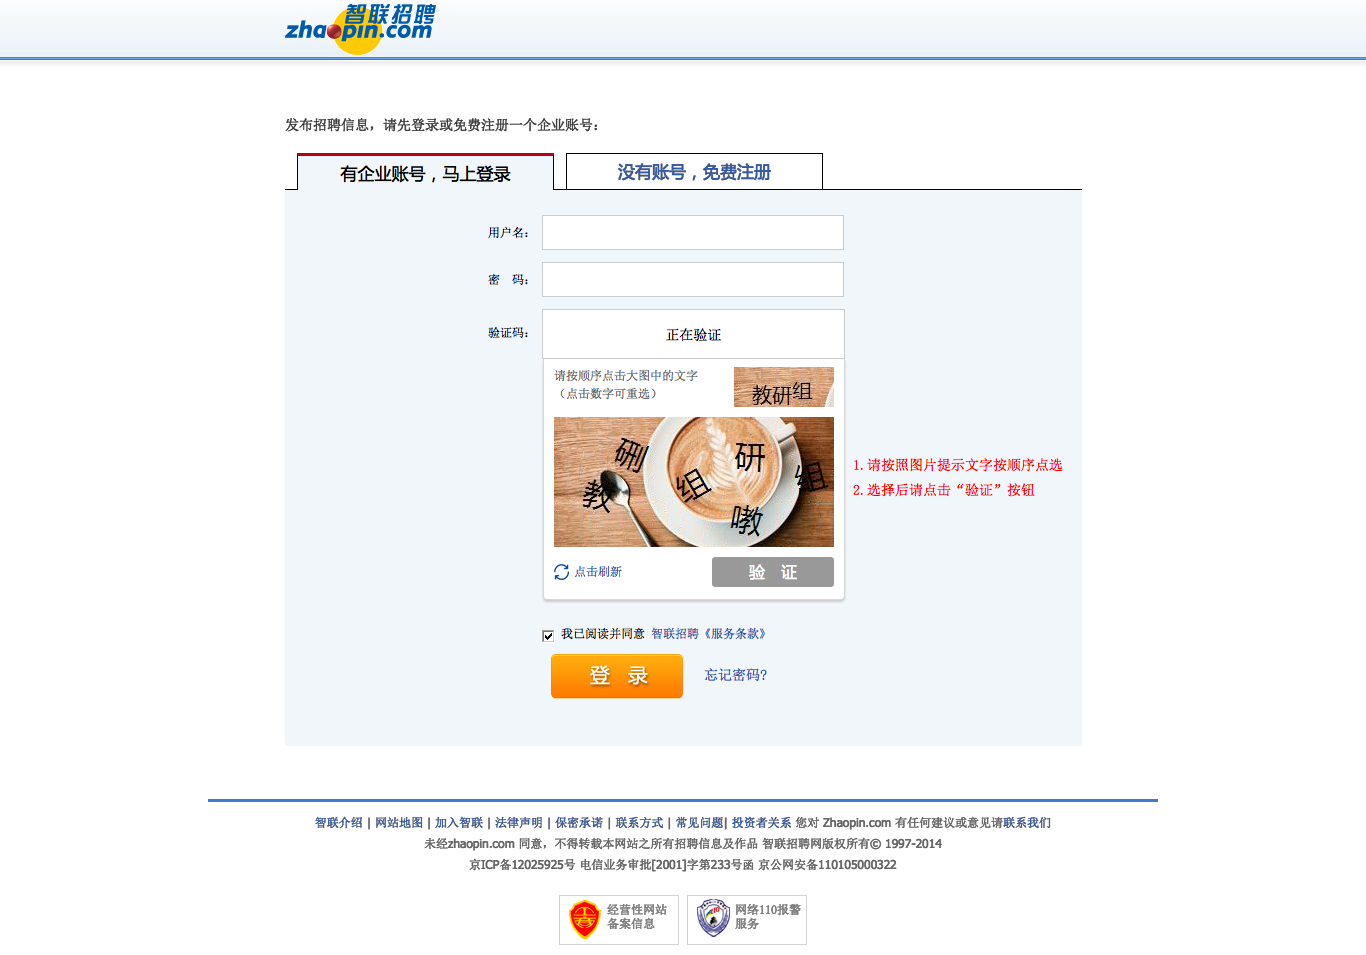 智联招聘
zhaopin.com
发布招聘信息，请先登录或免费注册一个企业账号：
有企业账号，马上登录
没有账号，免费注册
用户名：
密 码：
验证码：
正在验证
请按顺序点击大图中的文字
（点击数字可重选）
教研组
硎
研
组
组
教
嗷
1. 请按照图片提示文字按顺序点选
2. 选择后请点击“验证”按钮
点击刷新
验 证
我已阅读并同意 智联招聘《服务条款》
登 录
忘记密码?
智联介绍 | 网站地图 | 加入智联 | 法律声明 | 保密承诺 | 联系方式 | 常见问题| 投资者关系 您对 Zhaopin.com 有任何建议或意见请联系我们
未经zhaopin.com 同意，不得转载本网站之所有招聘信息及作品 智联招聘网版权所有© 1997-2014
京ICP备12025925号 电信业务审批[2001]字第233号函 京公网安备110105000322
经营性网站
备案信息
网络110报警
服务